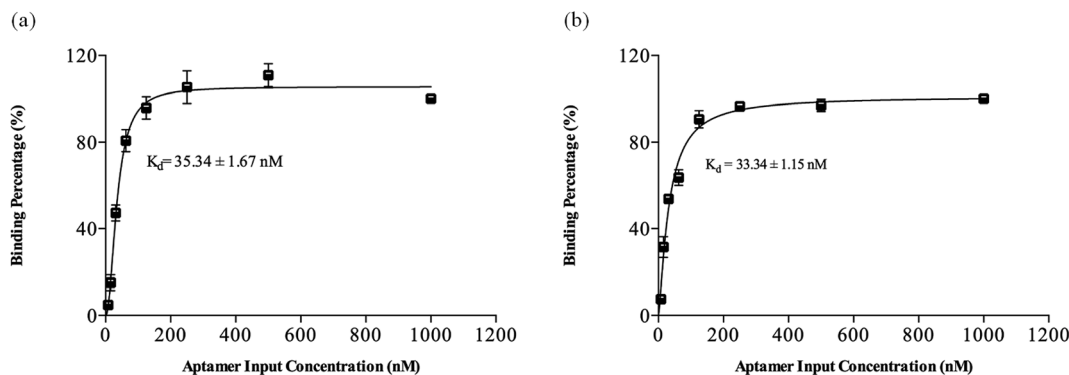 (a)
120
80
40
0
Binding Percentage (%)
K_d= 35.34 ± 1.67 nM
0 200 400 600 800 1000 1200
Aptamer Input Concentration (nM)
(b)
120
80
40
0
Binding Percentage (%)
K_d = 33.34 ± 1.15 nM
0 200 400 600 800 1000 1200
Aptamer Input Concentration (nM)